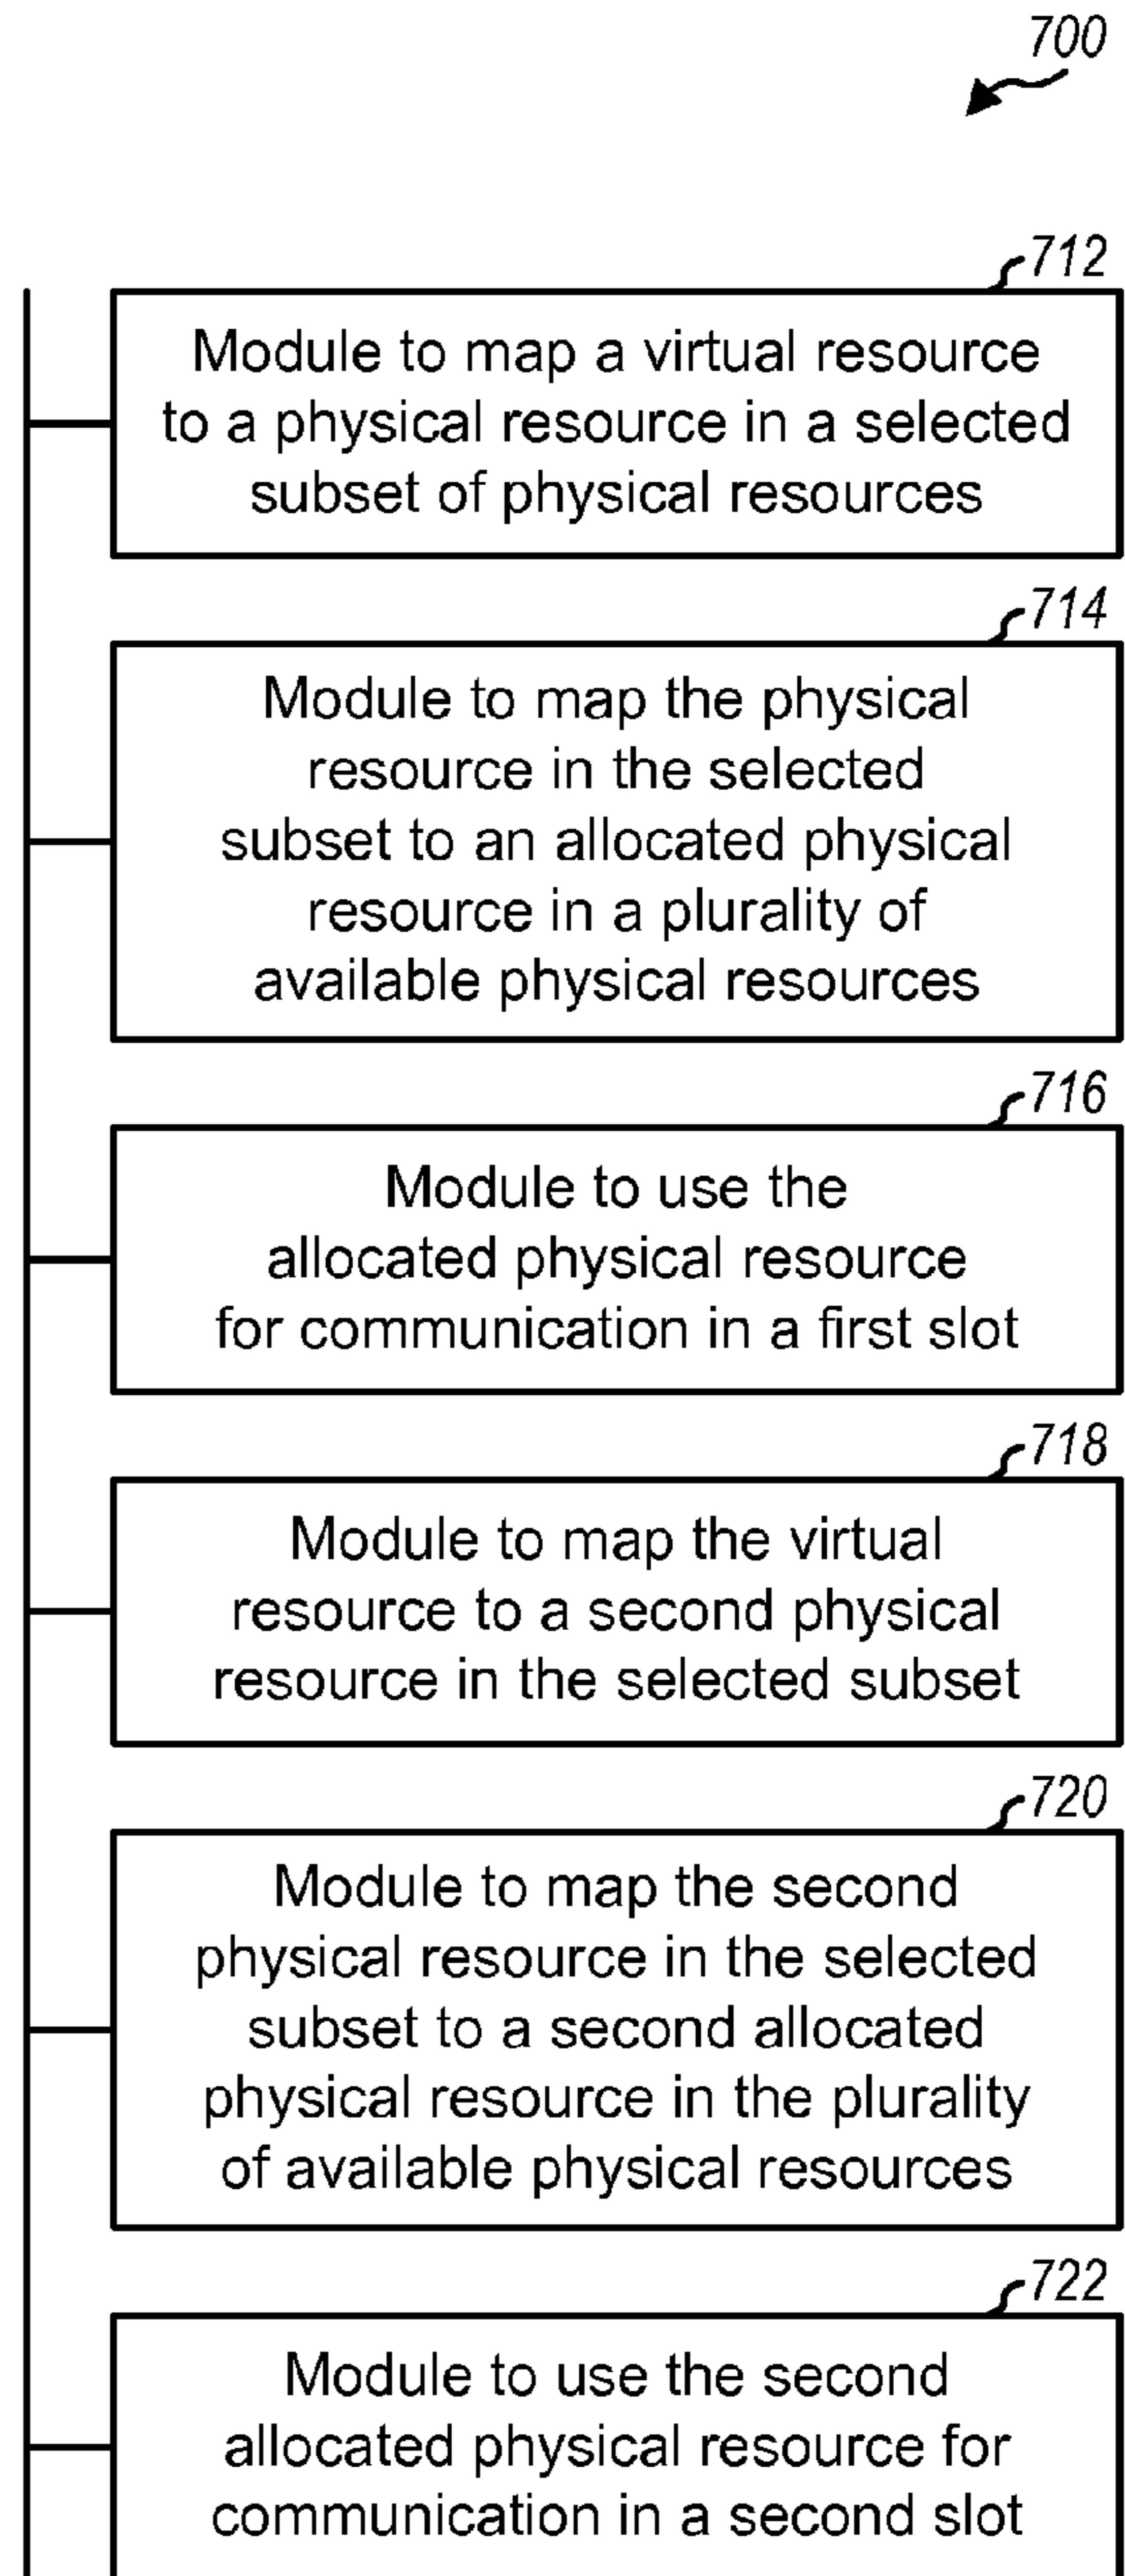 700
712
Module to map a virtual resource
to a physical resource in a selected
subset of physical resources
714
Module to map the physical
resource in the selected
subset to an allocated physical
resource in a plurality of
available physical resources
716
Module to use the
allocated physical resource
for communication in a first slot
718
Module to map the virtual
resource to a second physical
resource in the selected subset
720
Module to map the second
physical resource in the selected
subset to a second allocated
physical resource in the plurality
of available physical resources
722
Module to use the second
allocated physical resource for
communication in a second slot